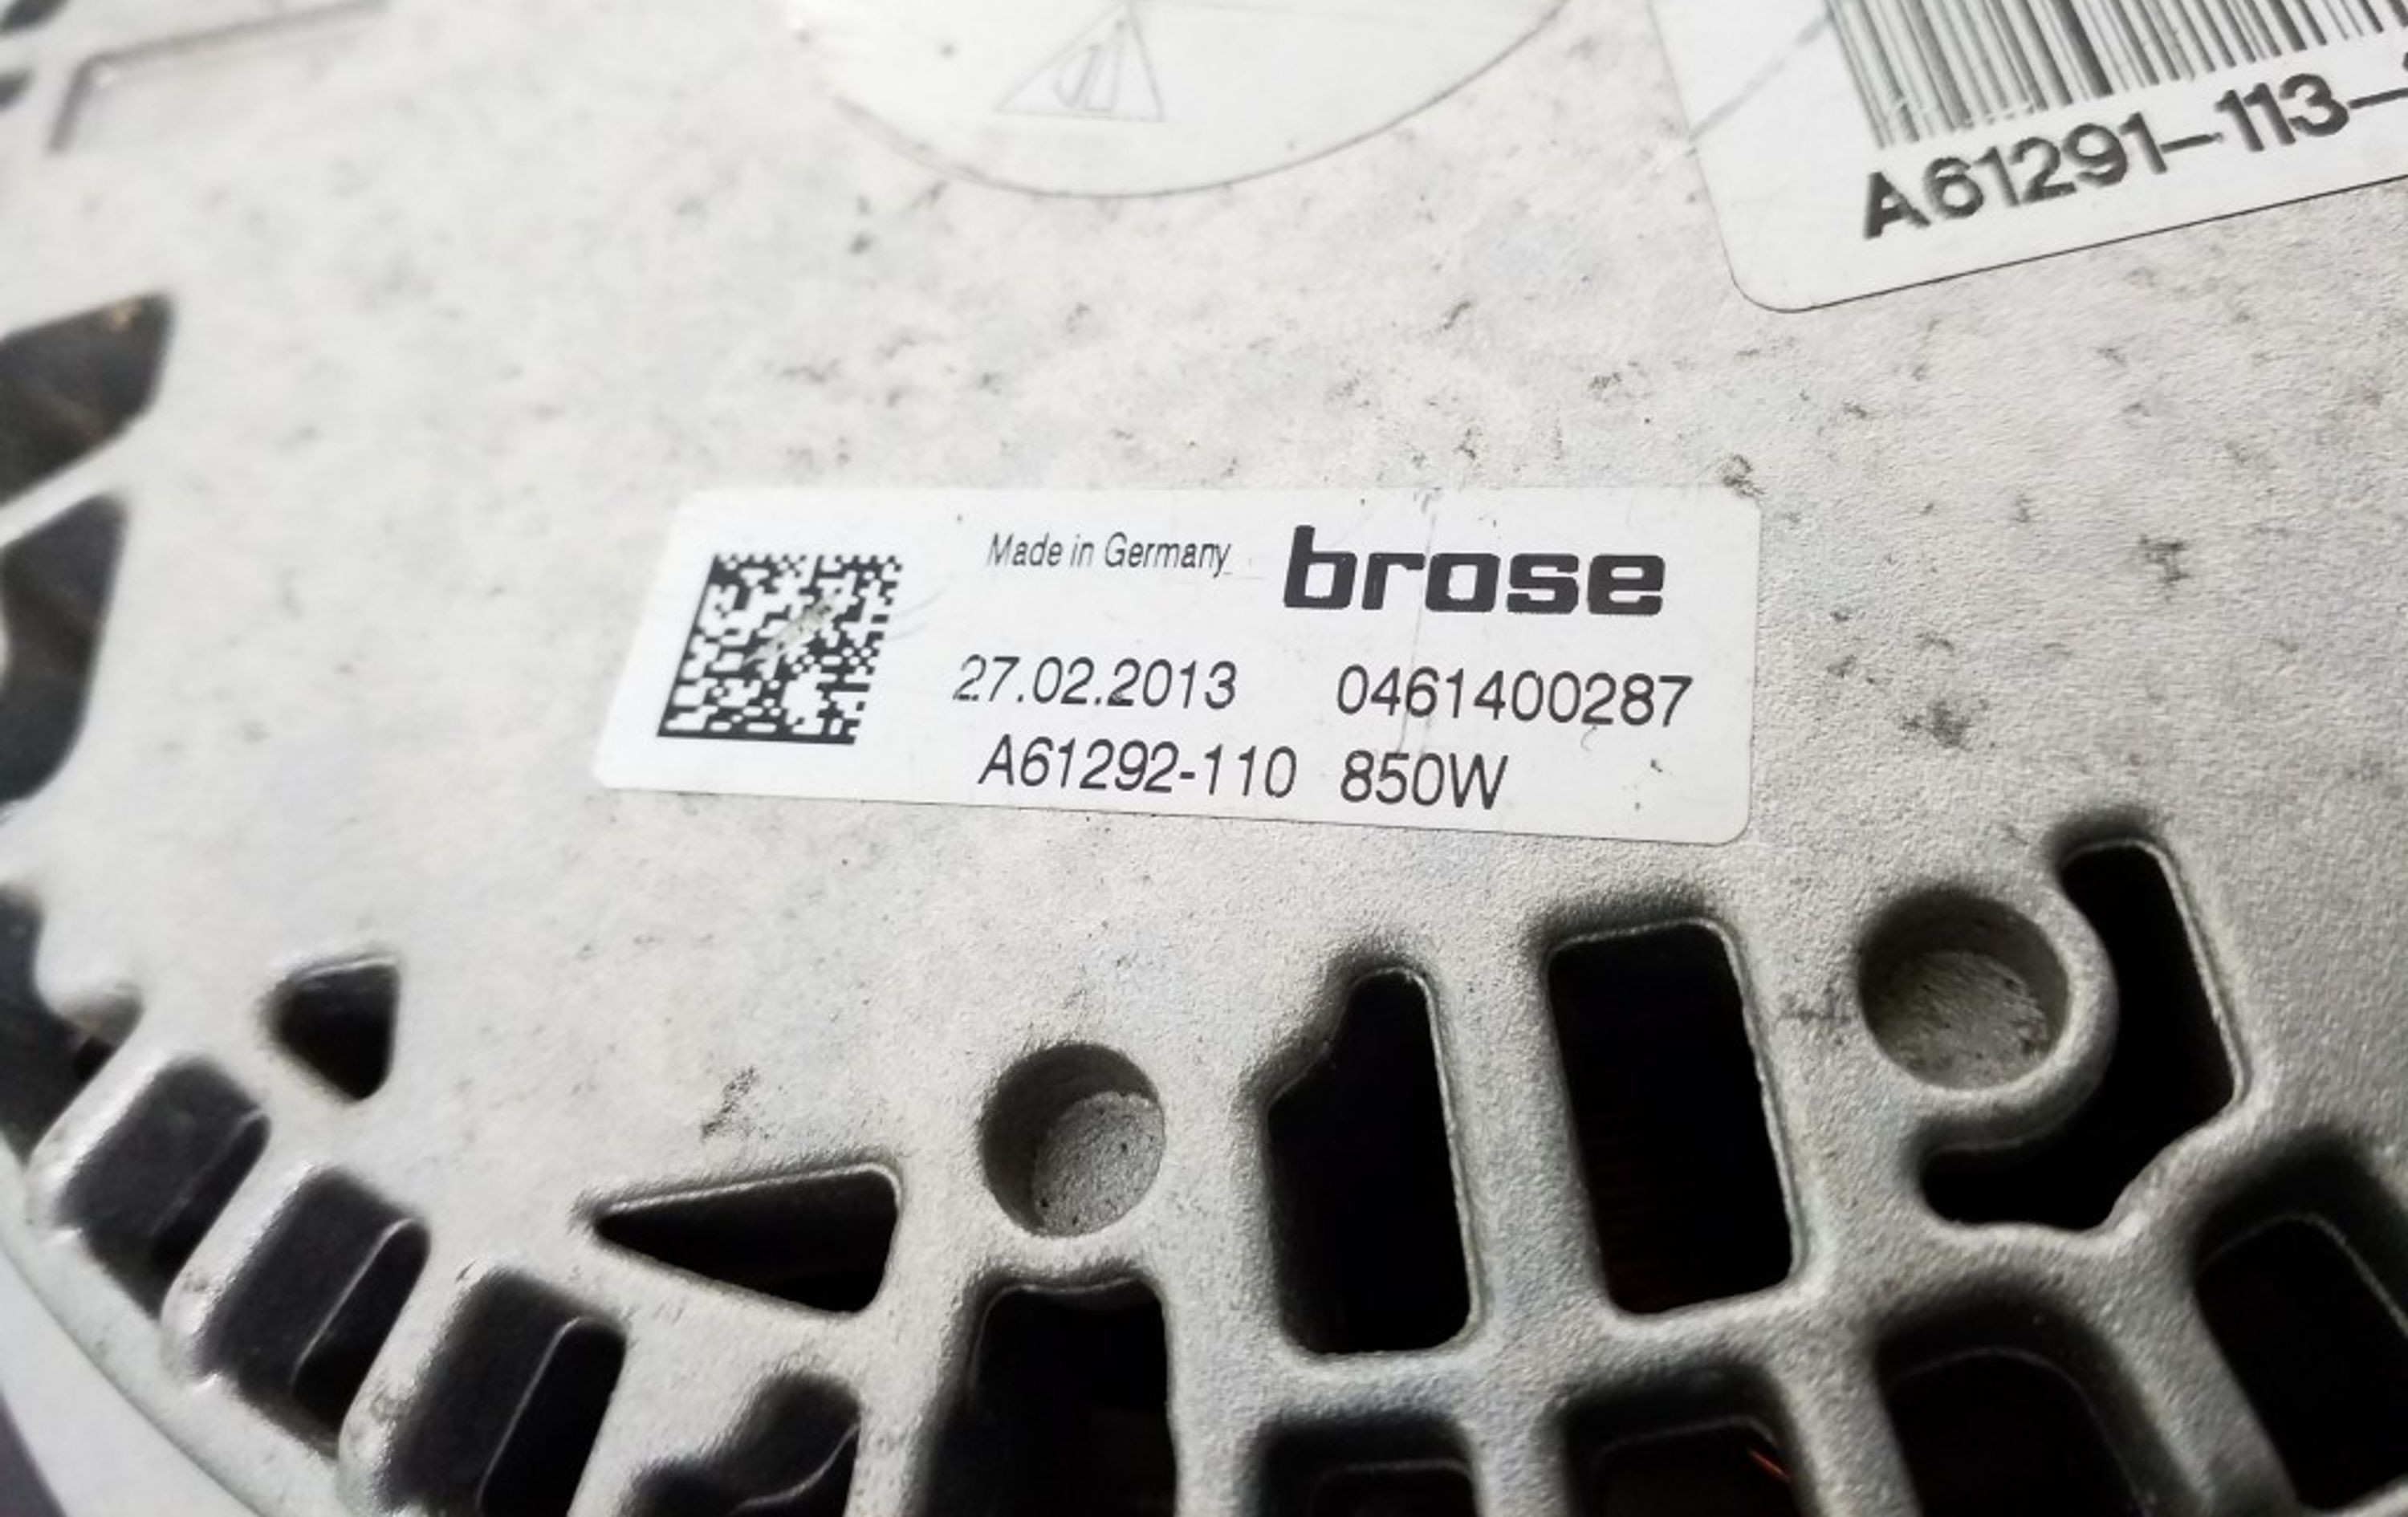 A61291-113-
Made in Germany brose
27.02.2013 0461400287
A61292-110 850W